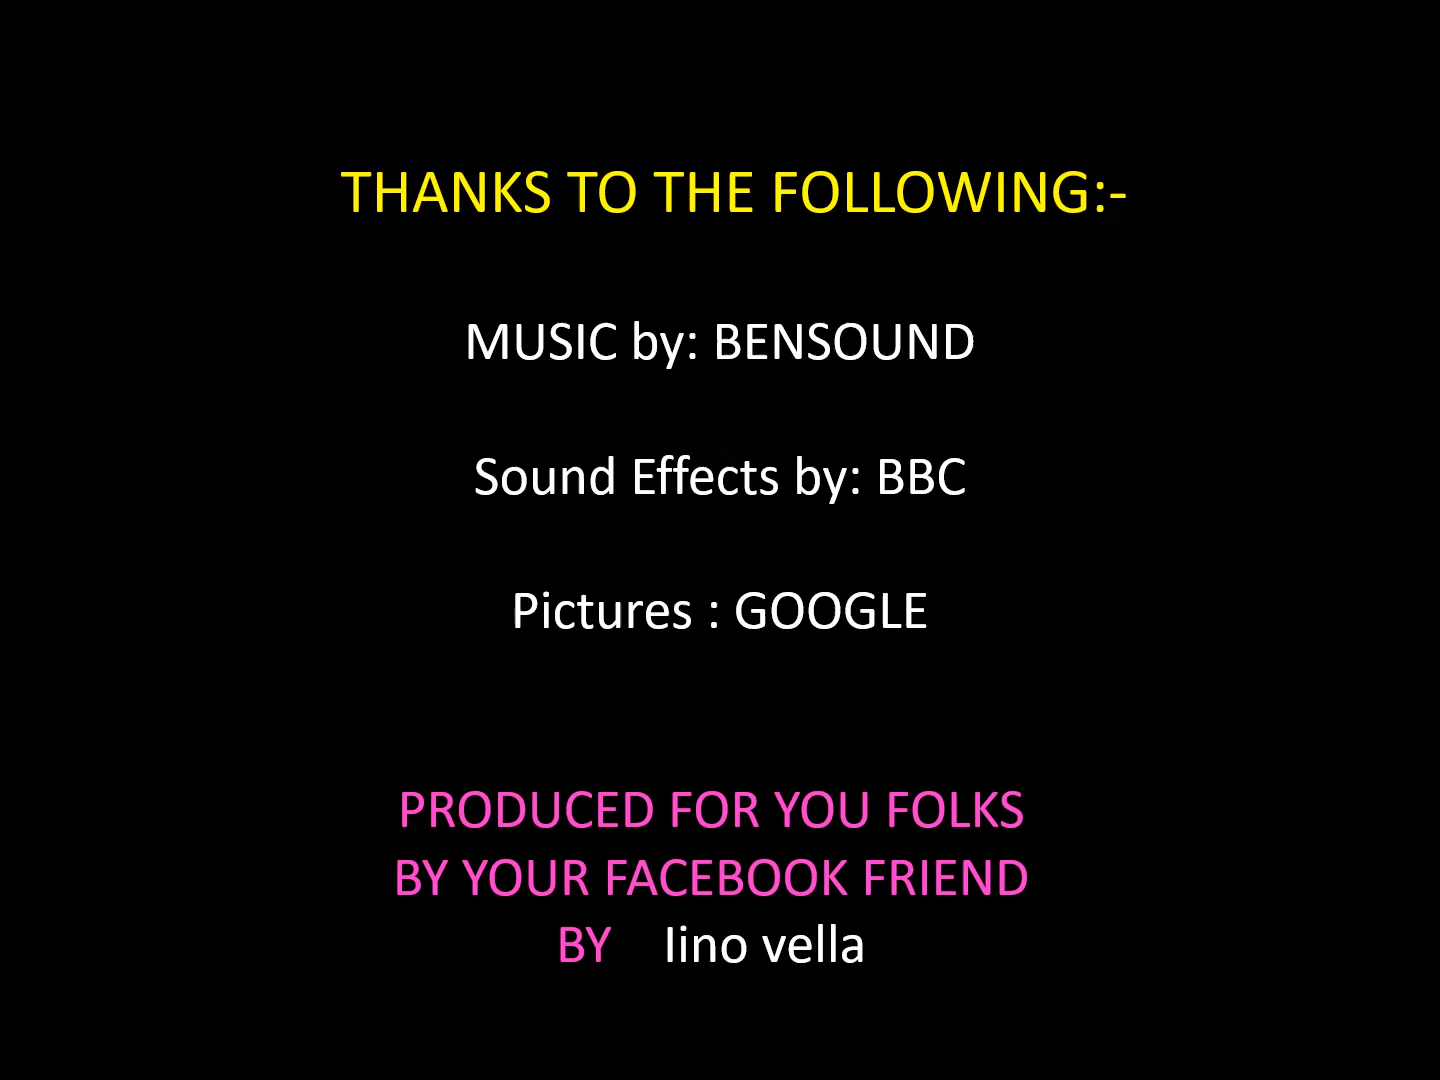 THANKS TO THE FOLLOWING:-
MUSIC by: BENSOUND
Sound Effects by: BBC
Pictures : GOOGLE
PRODUCED FOR YOU FOLKS
BY YOUR FACEBOOK FRIEND
BY Iino vella